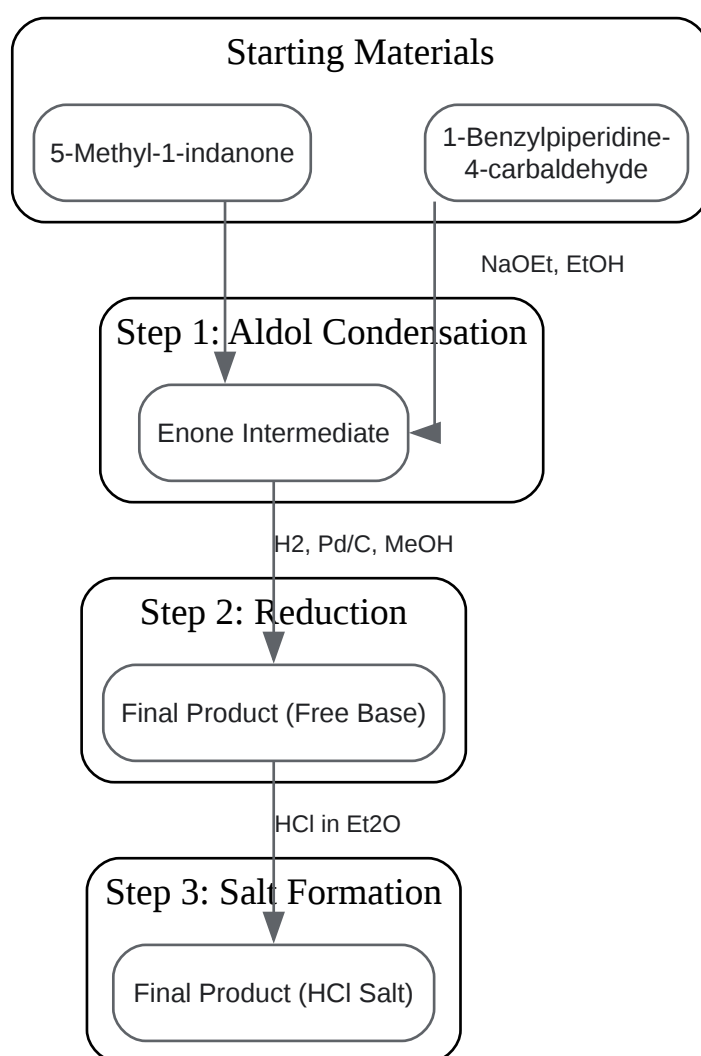 Starting Materials
5-Methyl-1-indanone
1-Benzylpiperidine-
4-carbaldehyde
NaOEt, EtOH
Step 1: Aldol Condensation
Enone Intermediate
H2, Pd/C, MeOH
Step 2: Reduction
Final Product (Free Base)
HCl in Et2O
Step 3: Salt Formation
Final Product (HCl Salt)